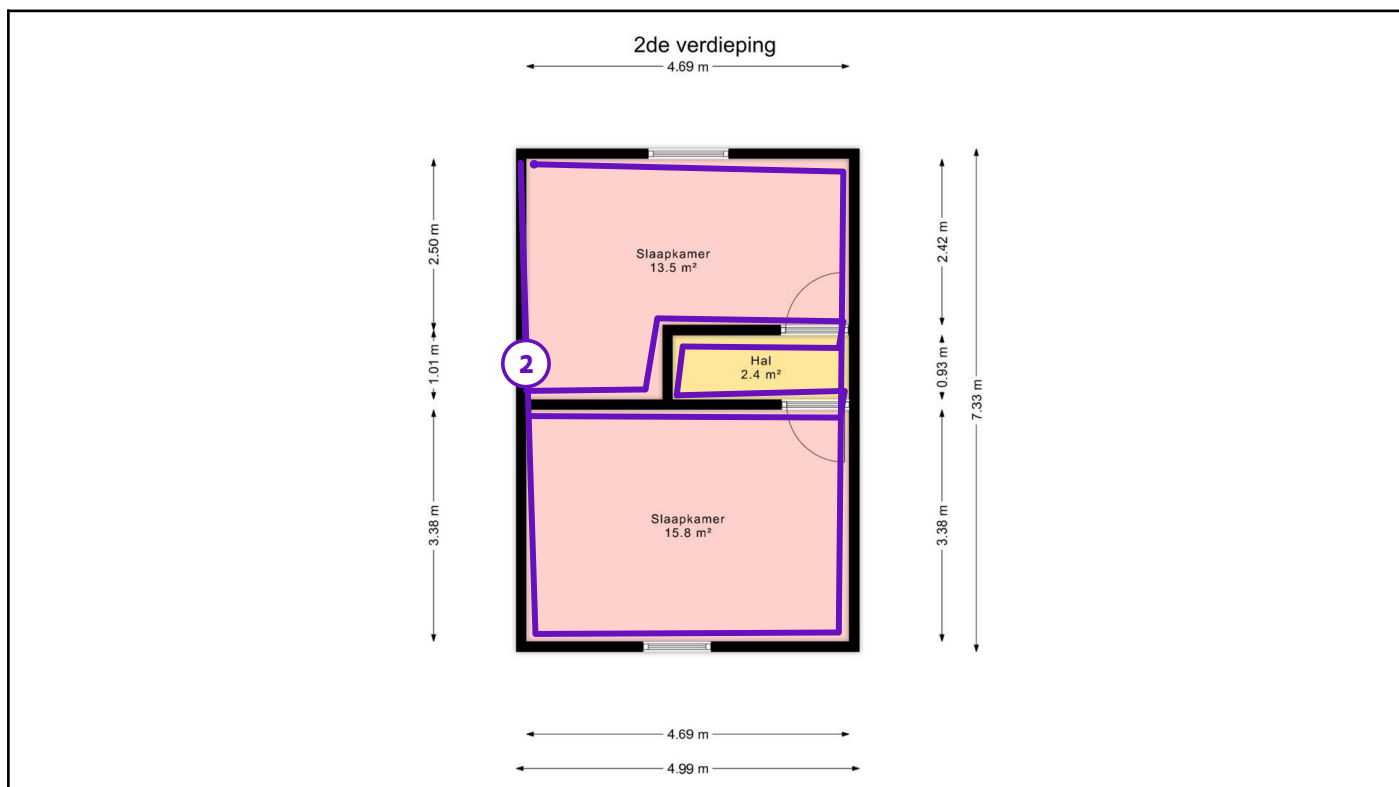 2de verdieping
4.69 m
2.50 m
2.42 m
Slaapkamer
13.5 m²
1.01 m
2
Hal
2.4 m²
0.93 m
7.33 m
3.38 m
Slaapkamer
15.8 m²
3.38 m
4.69 m
4.99 m